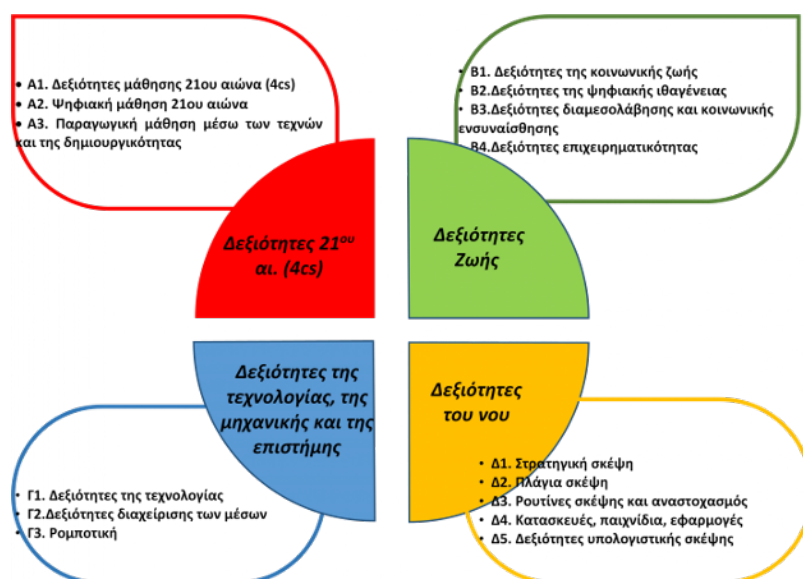 • Α1. Δεξιότητες μάθησης 21ου αιώνα (4cs)
• Α2. Ψηφιακή μάθηση 21ου αιώνα
• Α3. Παραγωγική μάθηση μέσω των τεχνών
και της δημιουργικότητας
• Β1. Δεξιότητες της κοινωνικής ζωής
• Β2.Δεξιότητες της ψηφιακής ιθαγένειας
• Β3.Δεξιότητες διαμεσολάβησης και κοινωνικής
ενσυναίσθησης
• Β4.Δεξιότητες επιχειρηματικότητας
Δεξιότητες 21ου
αι. (4cs)
Δεξιότητες
Ζωής
Δεξιότητες της
τεχνολογίας, της
μηχανικής και της
επιστήμης
Δεξιότητες
του νου
• Γ1. Δεξιότητες της τεχνολογίας
• Γ2.Δεξιότητες διαχείρισης των μέσων
• Γ3. Ρομποτική
• Δ1. Στρατηγική σκέψη
• Δ2. Πλάγια σκέψη
• Δ3. Ρουτίνες σκέψης και αναστοχασμός
• Δ4. Κατασκευές, παιχνίδια, εφαρμογές
• Δ5. Δεξιότητες υπολογιστικής σκέψης